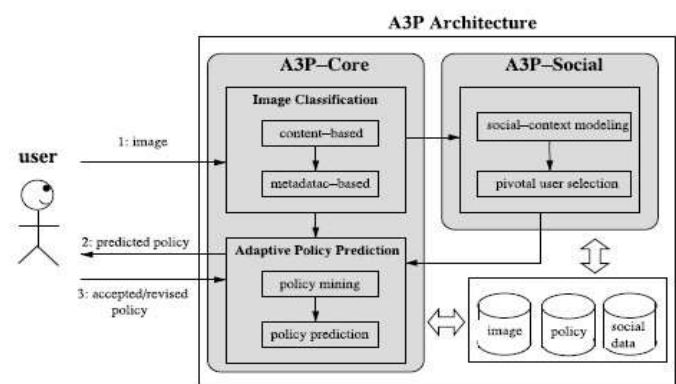 A3P Architecture
A3P–Core
A3P–Social
Image Classification
content–based
metadatac–based
social–context modeling
pivotal user selection
user
1: image
2: predicted policy
3: accepted/revised
policy
Adaptive Policy Prediction
policy mining
policy prediction
image
policy
social
data